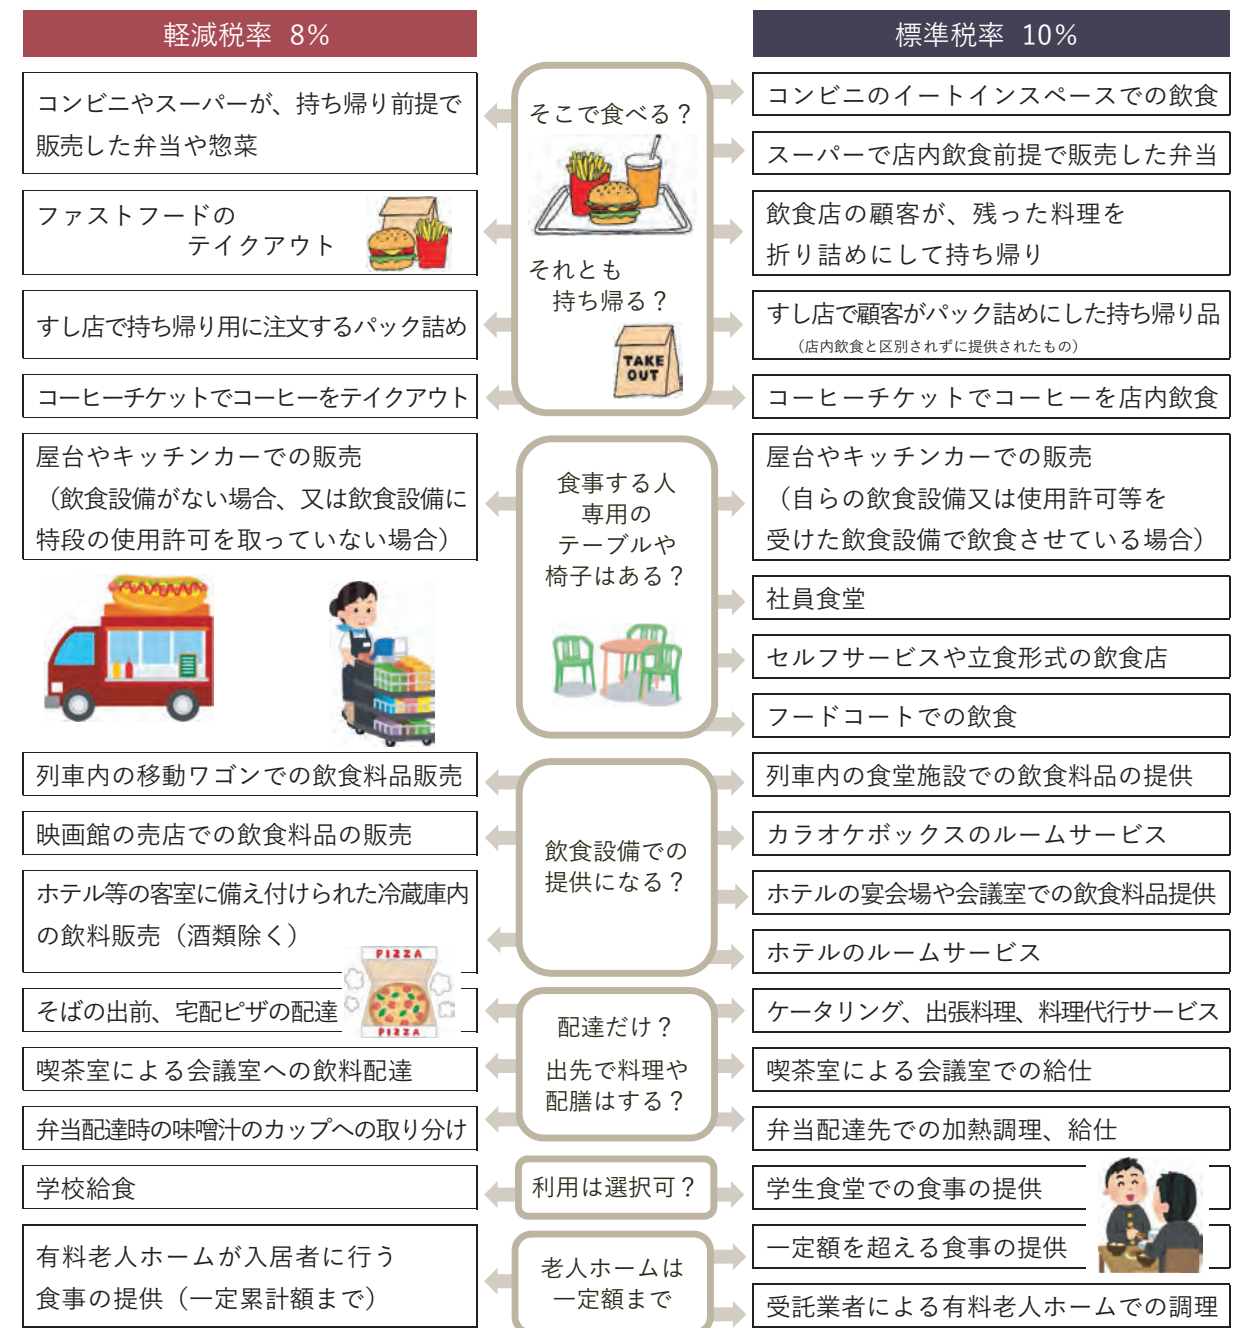 軽減税率 8%
標準税率 10%
コンビニやスーパーが、持ち帰り前提で
販売した弁当や惣菜
ファストフードの
テイクアウト
すし店で持ち帰り用に注文するパック詰め
コーヒーチケットでコーヒーをテイクアウト
そこで食べる？
それとも
持ち帰る？
TAKE
OUT
コンビニのイートインスペースでの飲食
スーパーで店内飲食前提で販売した弁当
飲食店の顧客が、残った料理を
折り詰めにして持ち帰り
すし店で顧客がパック詰めにした持ち帰り品
（店内飲食と区別されずに提供されたもの）
コーヒーチケットでコーヒーを店内飲食
屋台やキッチンカーでの販売
（飲食設備がない場合、又は飲食設備に
特段の使用許可を取っていない場合）
食事する人
専用の
テーブルや
椅子はある？
屋台やキッチンカーでの販売
（自らの飲食設備又は使用許可等を
受けた飲食設備で飲食させている場合）
社員食堂
セルフサービスや立食形式の飲食店
フードコートでの飲食
列車内の移動ワゴンでの飲食料品販売
映画館の売店での飲食料品の販売
ホテル等の客室に備え付けられた冷蔵庫内
の飲料販売（酒類除く）
飲食設備での
提供になる？
列車内の食堂施設での飲食料品の提供
カラオケボックスのルームサービス
ホテルの宴会場や会議室での飲食料品提供
ホテルのルームサービス
PIZZA
PIZZA
そばの出前、宅配ピザの配達
喫茶室による会議室への飲料配達
弁当配達時の味噌汁のカップへの取り分け
配達だけ？
出先で料理や
配膳はする？
ケータリング、出張料理、料理代行サービス
喫茶室による会議室での給仕
弁当配達先での加熱調理、給仕
学校給食
利用は選択可？
学生食堂での食事の提供
有料老人ホームが入居者に行う
食事の提供（一定累計額まで）
老人ホームは
一定額まで
一定額を超える食事の提供
受託業者による有料老人ホームでの調理